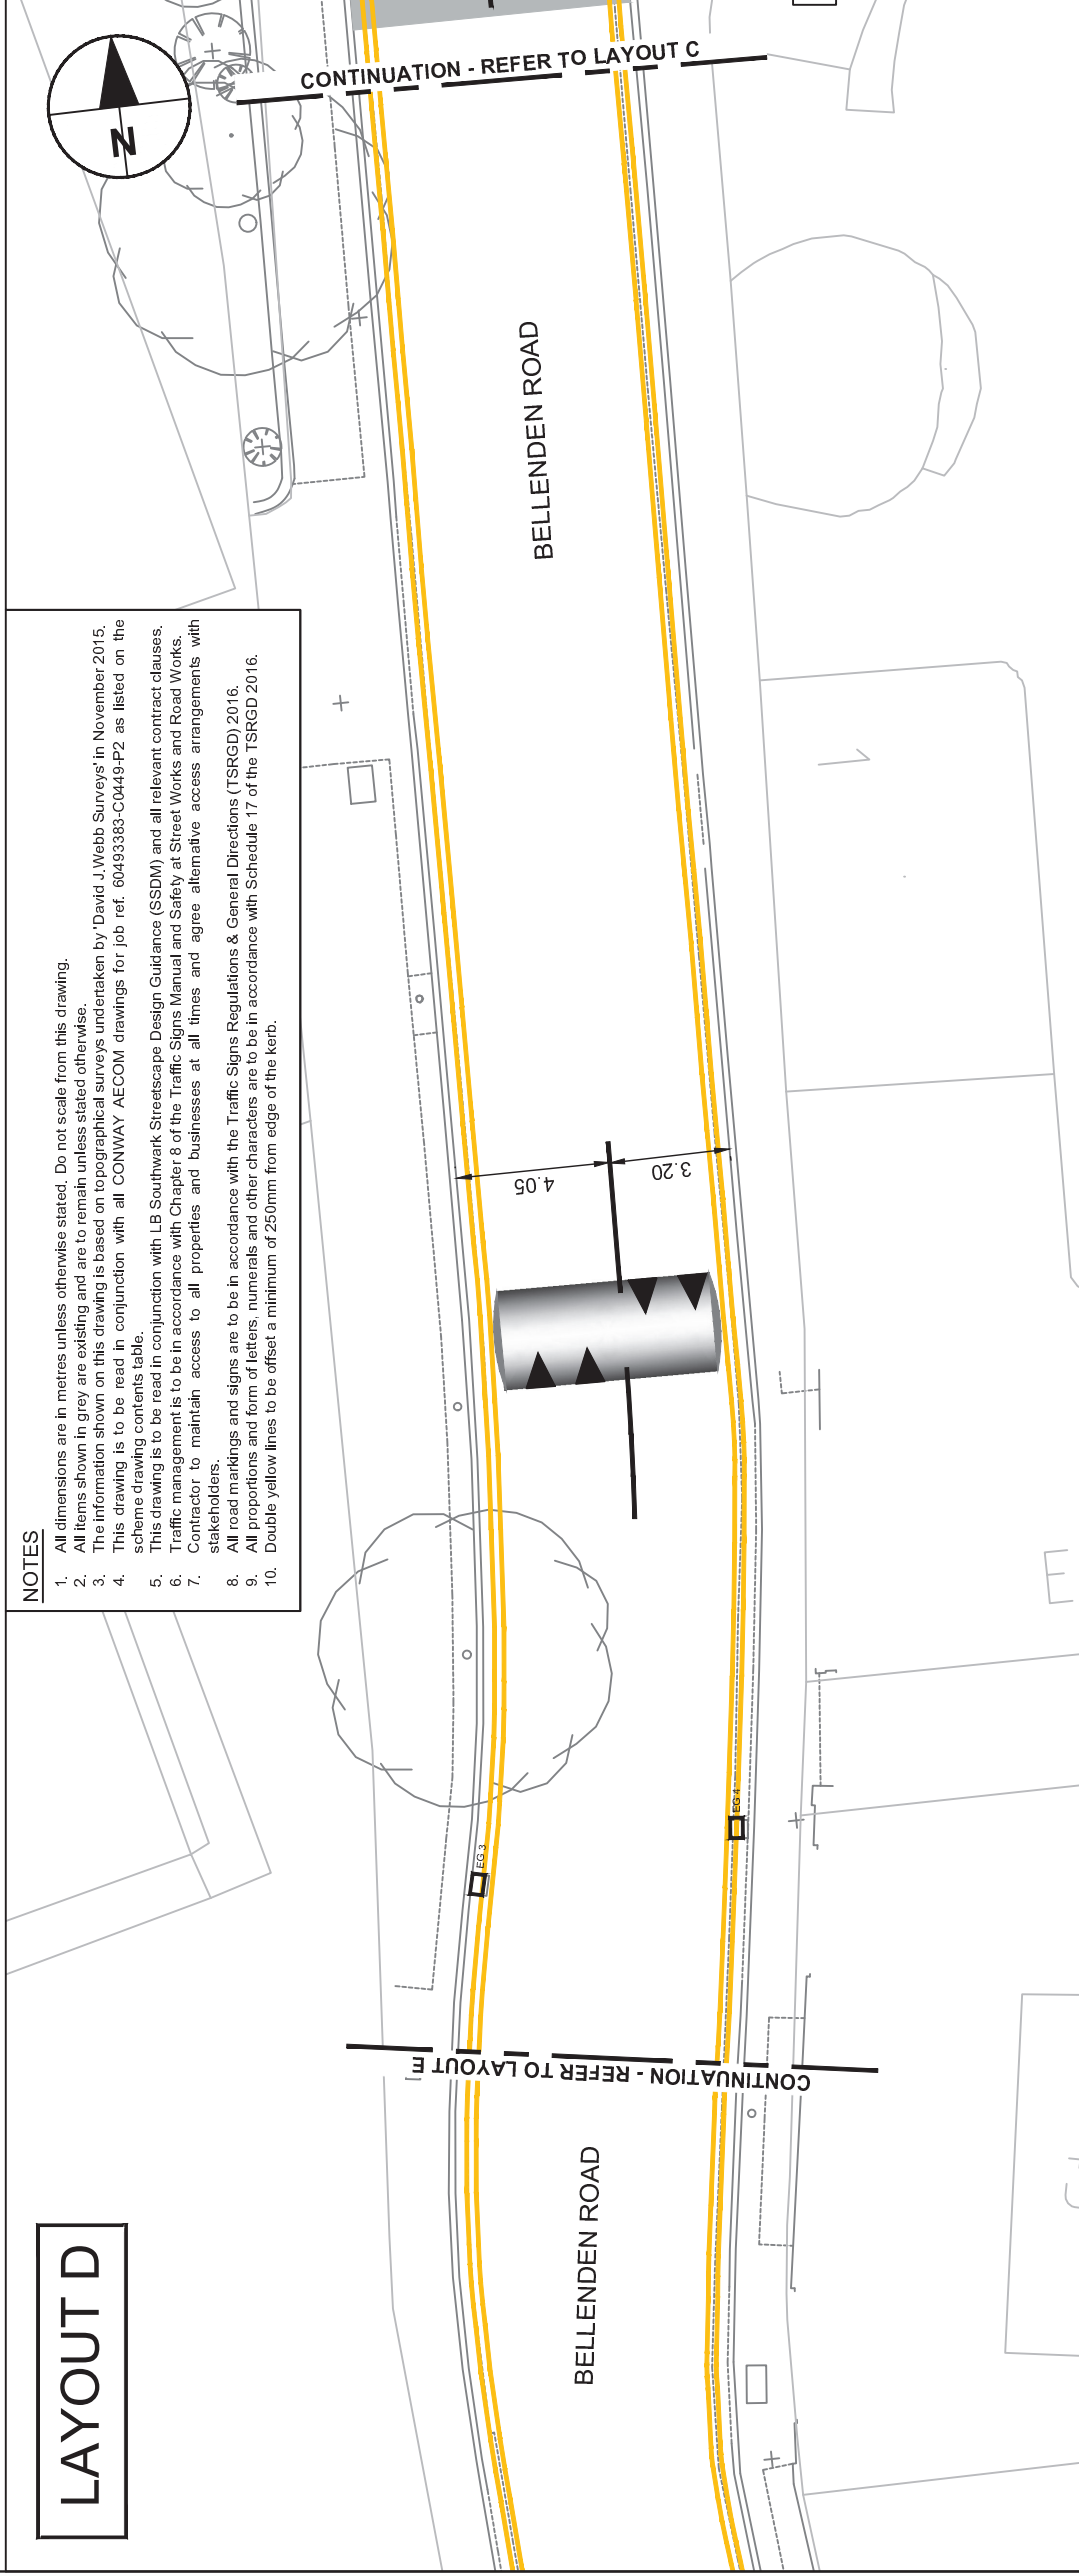 LAYOUT D
NOTES
1. All dimensions are in metres unless otherwise stated. Do not scale from this drawing.
2. All items shown in grey are existing and are to remain unless stated otherwise.
3. The information shown on this drawing is based on topographical surveys undertaken by 'David J.Webb Surveys' in November 2015.
4. This drawing is to be read in conjunction with all CONWAY AECOM drawings for job ref. 60493383-C0449-P2 as listed on the
scheme drawing contents table.
5. This drawing is to be read in conjunction with LB Southwark Streetscape Design Guidance (SSDM) and all relevant contract clauses.
6. Traffic management is to be in accordance with Chapter 8 of the Traffic Signs Manual and Safety at Street Works and Road Works.
7. Contractor to maintain access to all properties and businesses at all times and agree alternative access arrangements with
stakeholders.
8. All road markings and signs are to be in accordance with the Traffic Signs Regulations & General Directions (TSRGD) 2016.
9. All proportions and form of letters, numerals and other characters are to be in accordance with Schedule 17 of the TSRGD 2016.
10. Double yellow lines to be offset a minimum of 250mm from edge of the kerb.
N
CONTINUATION - REFER TO LAYOUT C
BELLENDEN ROAD
4.05
3.20
EG 3
EG 4
CONTINUATION - REFER TO LAYOUT E
BELLENDEN ROAD